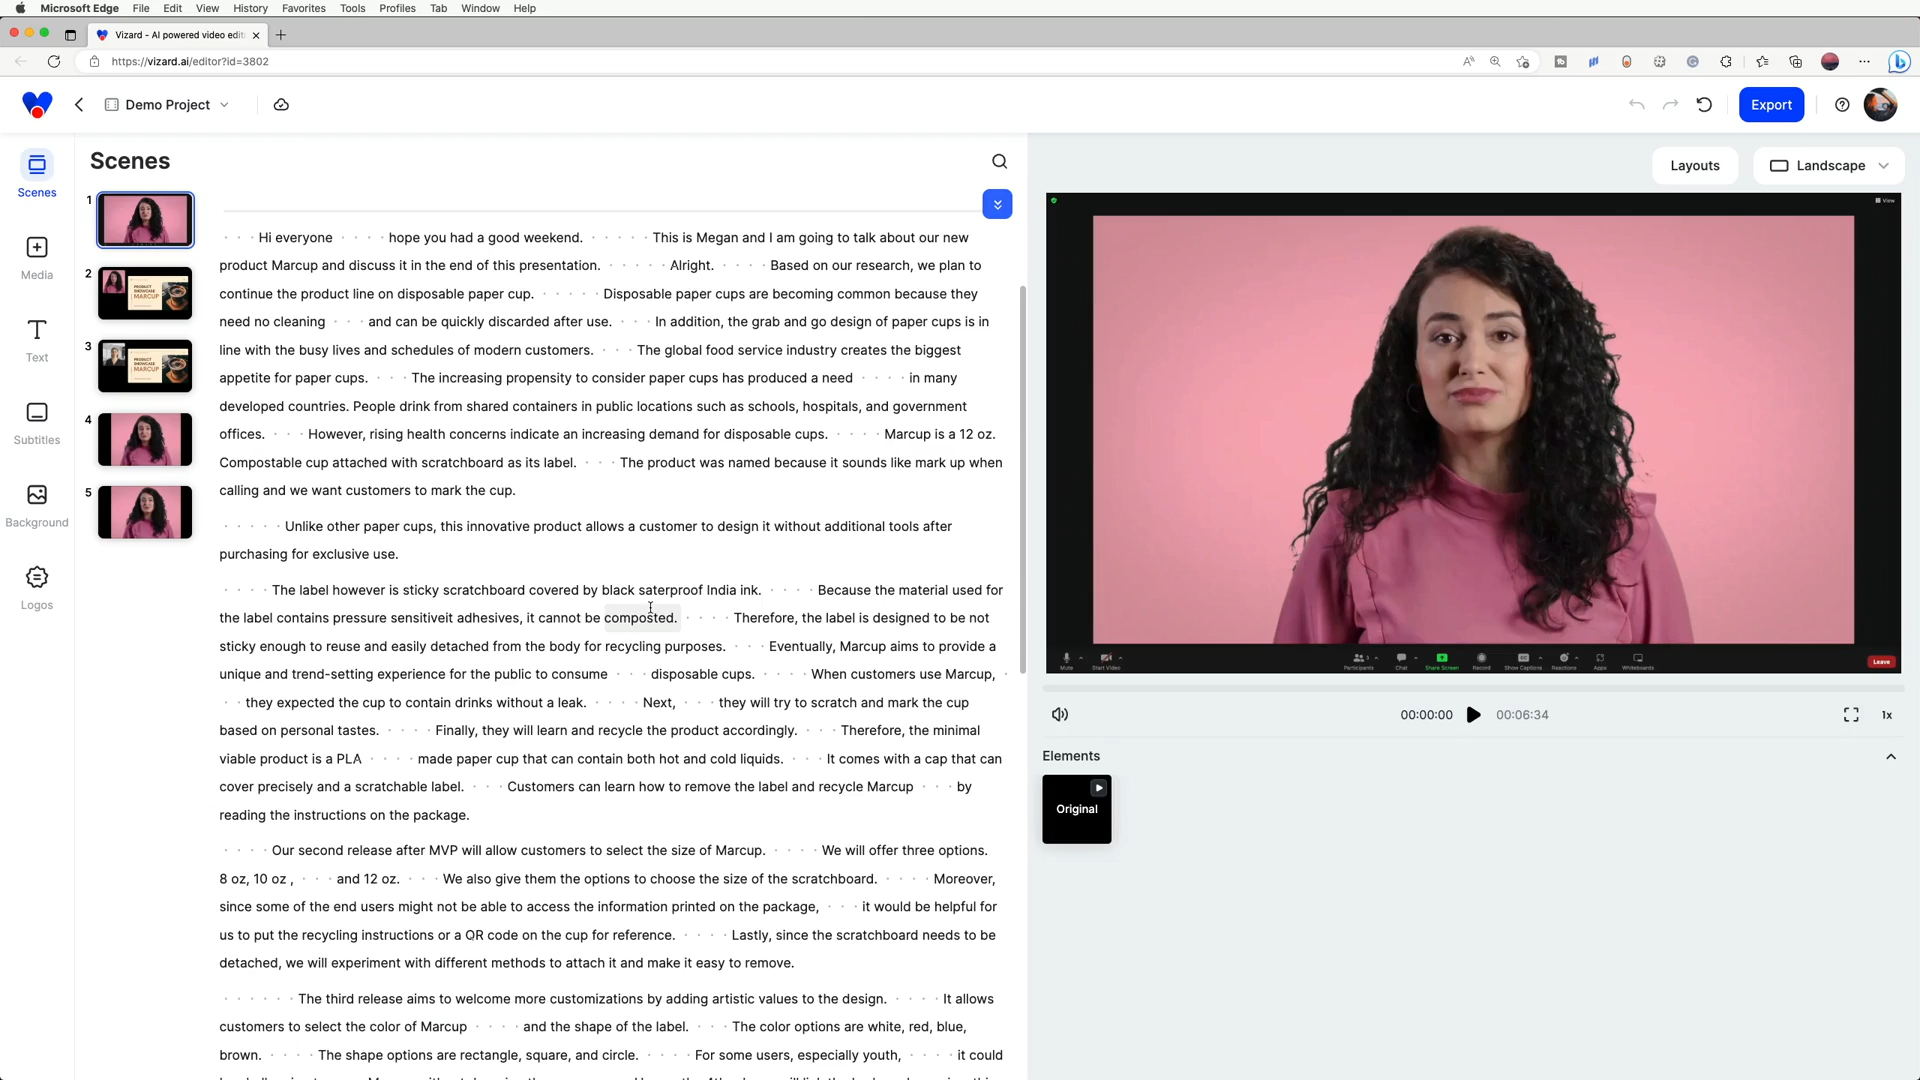 Microsoft Edge File Edit View History Favorites Tools Profiles Tab Window Help
Vizard - AI powered video edit
https://vizard.ai/editor?id=3802
Demo Project
Export
Scenes
Media
Text
Subtitles
Background
Logos
Scenes
1
2
3
4
5
PRODUCT
SHOWCASE
MARCUP
PRODUCT
SHOWCASE
MARCUP
· · · Hi everyone · · · · hope you had a good weekend. · · · · · This is Megan and I am going to talk about our new
product Marcup and discuss it in the end of this presentation. · · · · · Alright. · · · · Based on our research, we plan to
continue the product line on disposable paper cup. · · · · · Disposable paper cups are becoming common because they
need no cleaning · · · and can be quickly discarded after use. · · · In addition, the grab and go design of paper cups is in
line with the busy lives and schedules of modern customers. · · · The global food service industry creates the biggest
appetite for paper cups. · · · The increasing propensity to consider paper cups has produced a need · · · · in many
developed countries. People drink from shared containers in public locations such as schools, hospitals, and government
offices. · · · However, rising health concerns indicate an increasing demand for disposable cups. · · · · Marcup is a 12 oz.
Compostable cup attached with scratchboard as its label. · · · The product was named because it sounds like mark up when
calling and we want customers to mark the cup.
· · · · · Unlike other paper cups, this innovative product allows a customer to design it without additional tools after
purchasing for exclusive use.
· · · · The label however is sticky scratchboard covered by black saterproof India ink. · · · · Because the material used for
the label contains pressure sensitiveit adhesives, it cannot be composted. · · · · Therefore, the label is designed to be not
sticky enough to reuse and easily detached from the body for recycling purposes. · · · Eventually, Marcup aims to provide a
unique and trend-setting experience for the public to consume · · · disposable cups. · · · · When customers use Marcup, ·
· · they expected the cup to contain drinks without a leak. · · · · Next, · · · they will try to scratch and mark the cup
based on personal tastes. · · · · Finally, they will learn and recycle the product accordingly. · · · Therefore, the minimal
viable product is a PLA · · · · made paper cup that can contain both hot and cold liquids. · · · It comes with a cap that can
cover precisely and a scratchable label. · · · Customers can learn how to remove the label and recycle Marcup · · · by
reading the instructions on the package.
· · · · Our second release after MVP will allow customers to select the size of Marcup. · · · · We will offer three options.
8 oz, 10 oz , · · · and 12 oz. · · · We also give them the options to choose the size of the scratchboard. · · · · Moreover,
since some of the end users might not be able to access the information printed on the package, · · · it would be helpful for
us to put the recycling instructions or a QR code on the cup for reference. · · · · Lastly, since the scratchboard needs to be
detached, we will experiment with different methods to attach it and make it easy to remove.
· · · · · · The third release aims to welcome more customizations by adding artistic values to the design. · · · · It allows
customers to select the color of Marcup · · · · and the shape of the label. · · · The color options are white, red, blue,
brown. · · · · The shape options are rectangle, square, and circle. · · · · For some users, especially youth, · · · · it could
Layouts
Landscape
View
Mute Start Video Participants Chat Share Screen Record Show Captions Reactions Apps Whiteboards Leave
00:00:00 00:06:34 1x
Elements
Original